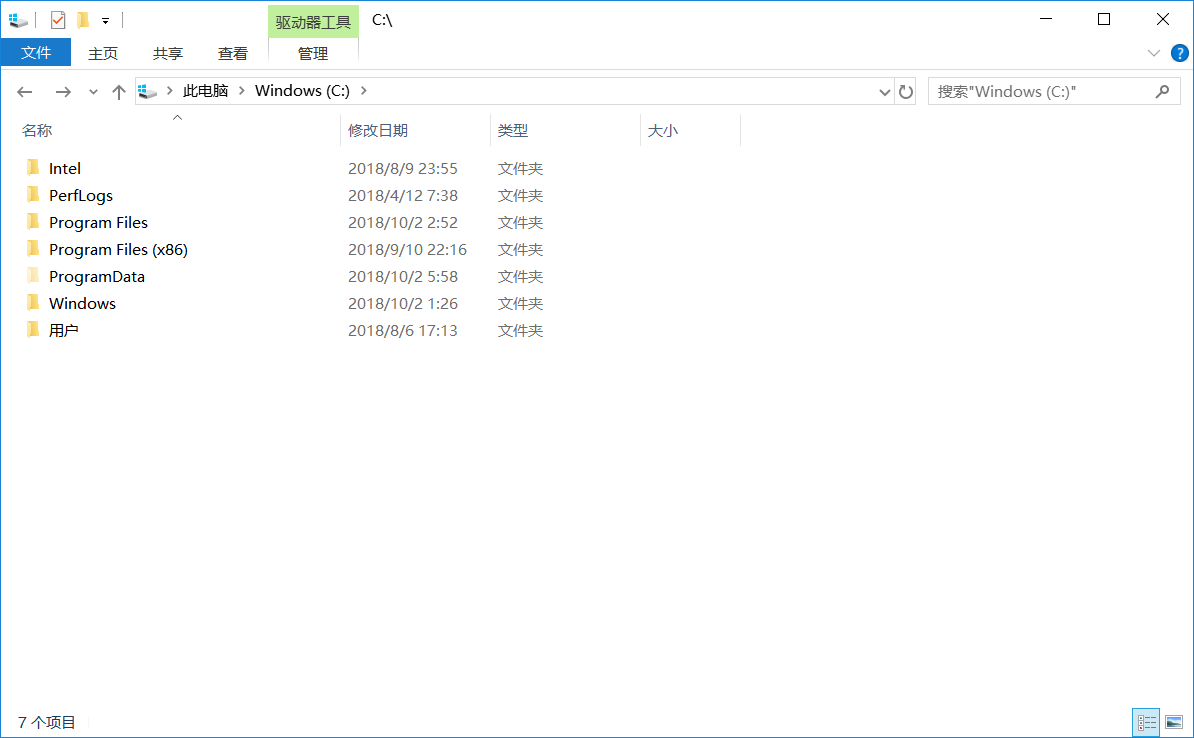 驱动器工具 C:\
文件 主页 共享 查看 管理
此电脑 Windows (C:) 搜索"Windows (C:)"
名称 修改日期 类型 大小
Intel 2018/8/9 23:55 文件夹
PerfLogs 2018/4/12 7:38 文件夹
Program Files 2018/10/2 2:52 文件夹
Program Files (x86) 2018/9/10 22:16 文件夹
ProgramData 2018/10/2 5:58 文件夹
Windows 2018/10/2 1:26 文件夹
用户 2018/8/6 17:13 文件夹
7 个项目